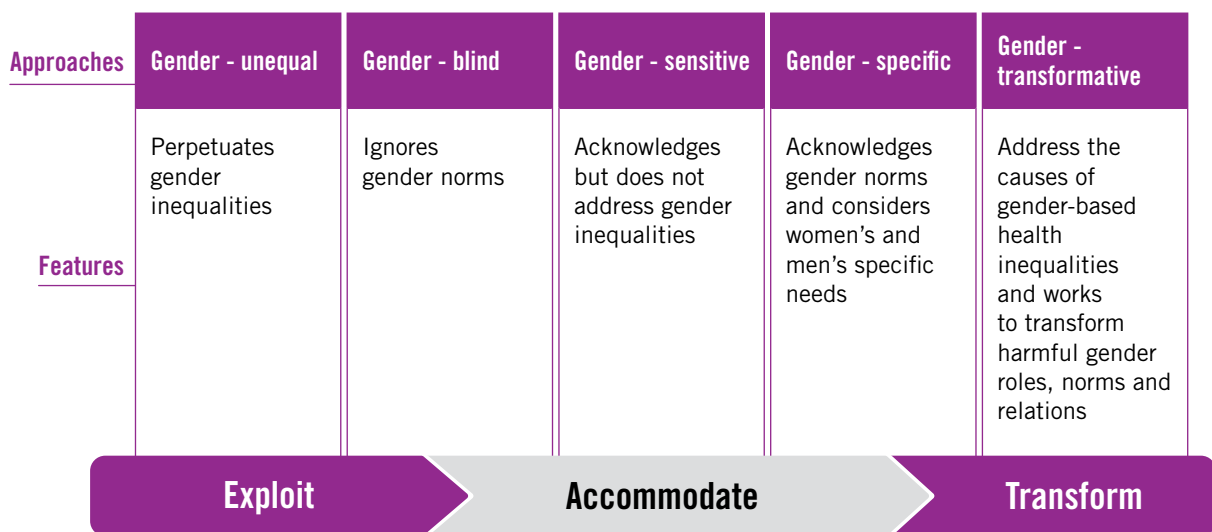 Approaches
Gender - unequal
Gender - blind
Gender - sensitive
Gender - specific
Gender -
transformative
Features
Perpetuates
gender
inequalities
Ignores
gender norms
Acknowledges
but does not
address gender
inequalities
Acknowledges
gender norms
and considers
women’s and
men’s specific
needs
Address the
causes of
gender-based
health
inequalities
and works
to transform
harmful gender
roles, norms and
relations
Exploit
Accommodate
Transform